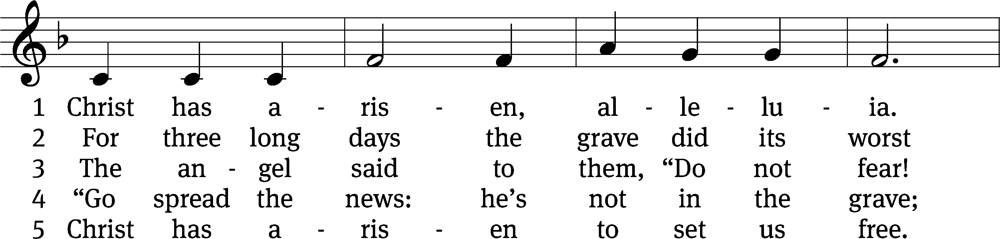 1 Christ has a - ris - en, al - le - lu - ia.
2 For three long days the grave did its worst
3 The an - gel said to them, “Do not fear!
4 “Go spread the news: he’s not in the grave;
5 Christ has a - ris - en to set us free.